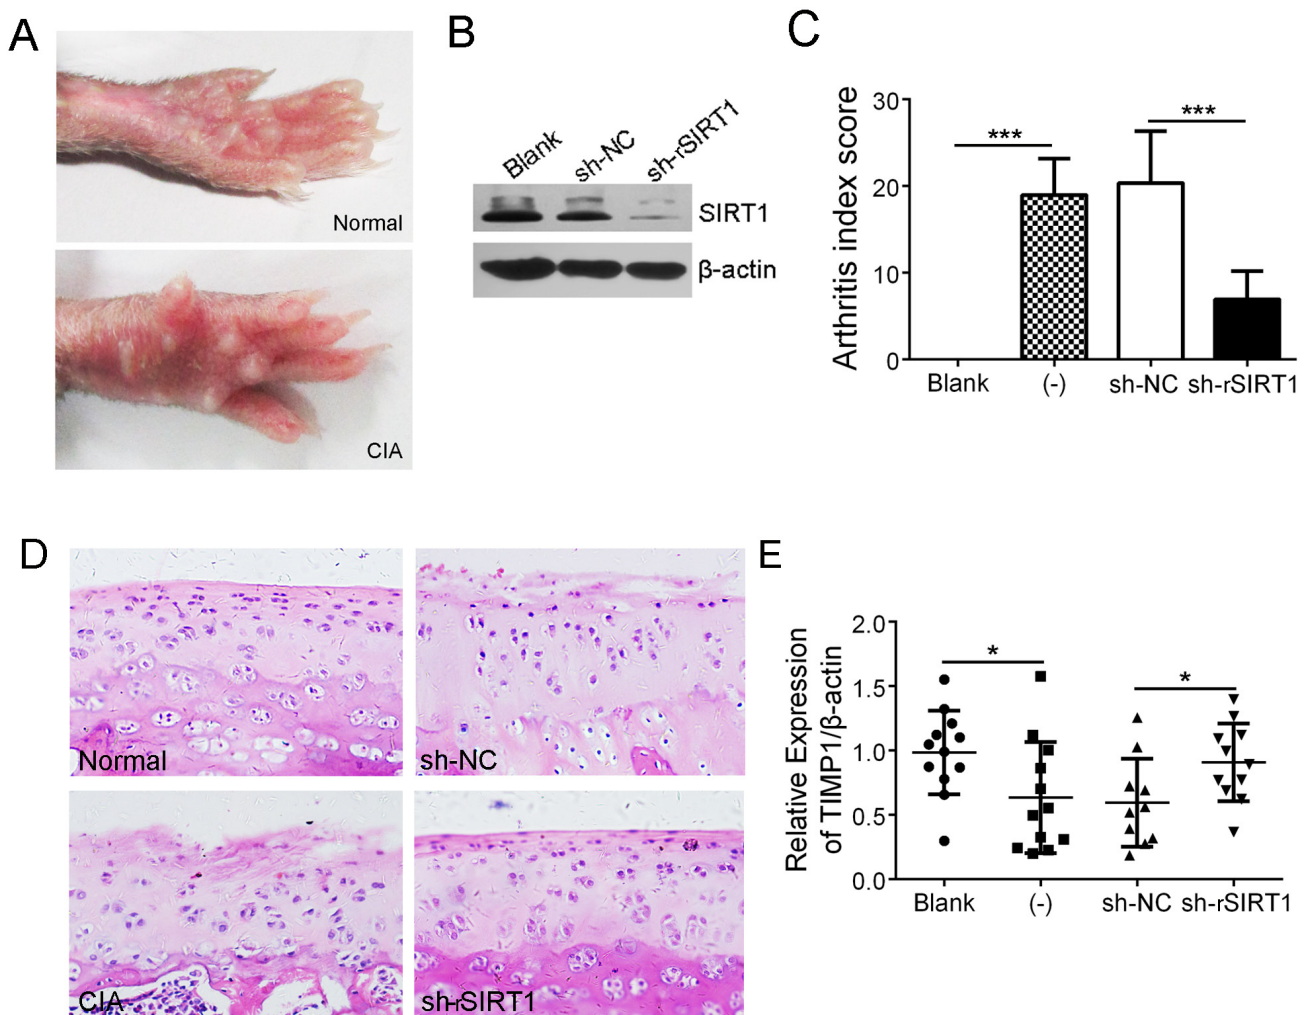 A
Normal
CIA
B
Blank
sh-NC
sh-rSIRT1
SIRT1
β-actin
C
Arthritis index score
30
20
10
0
***
***
Blank
(-)
sh-NC
sh-rSIRT1
D
Normal
sh-NC
CIA
sh-rSIRT1
E
Relative Expression
of TIMP1/β-actin
2.0
1.5
1.0
0.5
0.0
*
*
Blank
(-)
sh-NC
sh-rSIRT1